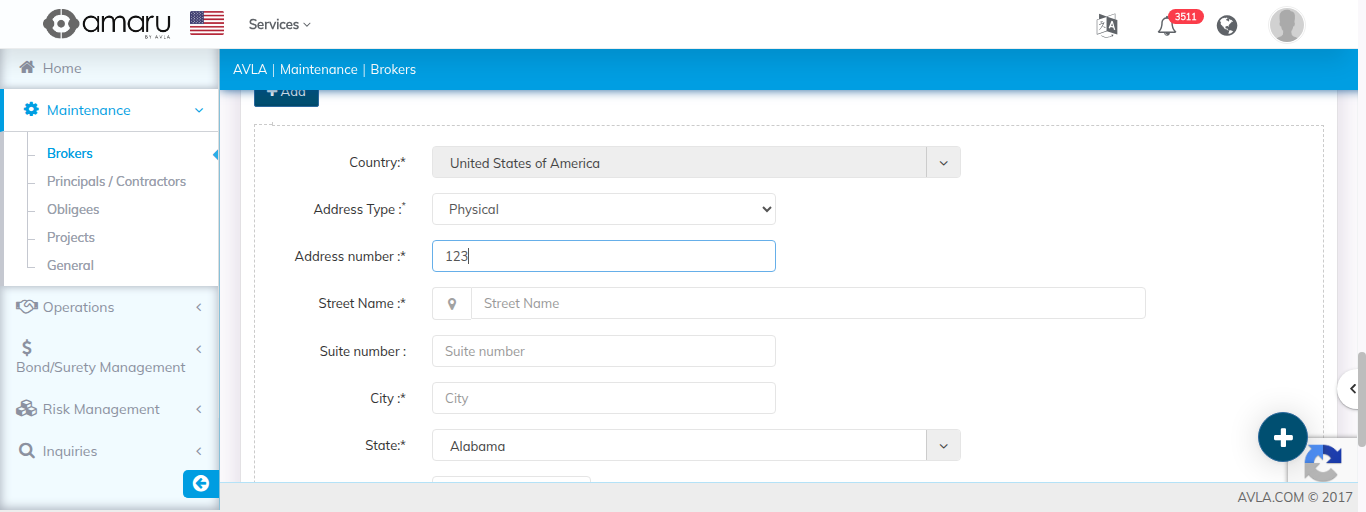 amaru
BY AVLA
Services
3511
Home
AVLA | Maintenance | Brokers
Add
Maintenance
Brokers
Principals / Contractors
Obligees
Projects
General
Operations
Bond/Surety Management
Risk Management
Inquiries
Country:*
United States of America
Address Type :*
Physical
Address number :*
123
Street Name :*
Street Name
Suite number :
Suite number
City :*
City
State:*
Alabama
AVLA.COM © 2017